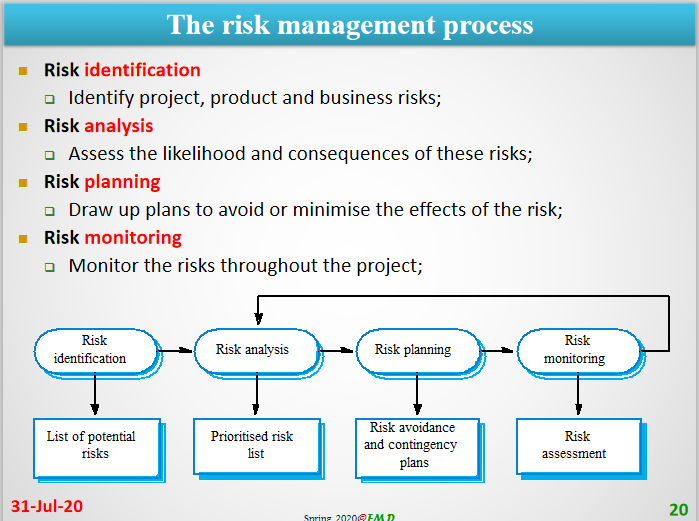 The risk management process
Risk identification
Identify project, product and business risks;
Risk analysis
Assess the likelihood and consequences of these risks;
Risk planning
Draw up plans to avoid or minimise the effects of the risk;
Risk monitoring
Monitor the risks throughout the project;
Risk
identification
Risk analysis
Risk planning
Risk
monitoring
List of potential
risks
Prioritised risk
list
Risk avoidance
and contingency
plans
Risk
assessment
31-Jul-20
Spring 2020@FMD
20